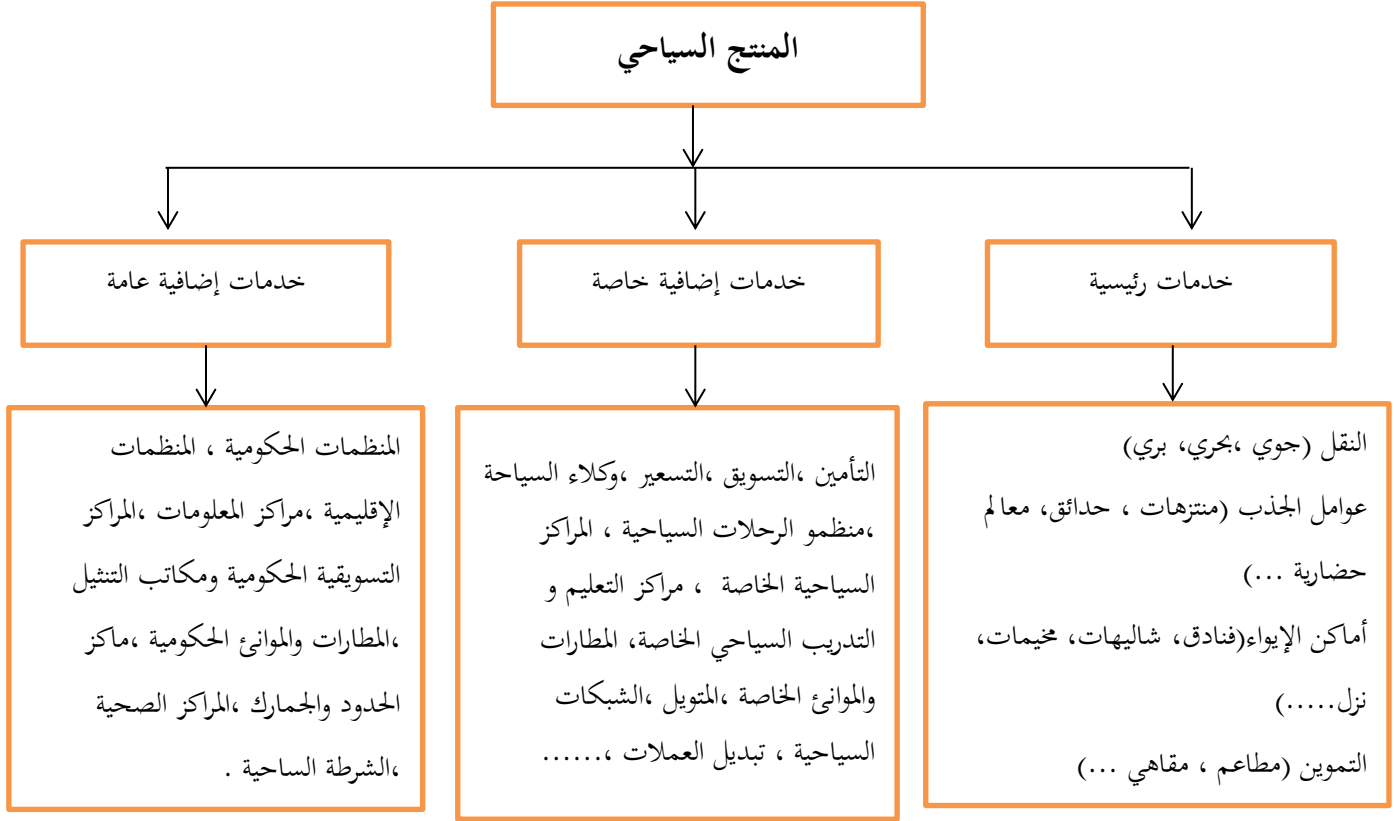 المنتج السياحي
خدمات رئيسية
خدمات إضافية خاصة
خدمات إضافية عامة
النقل (جوي ،بحري، بري)
عوامل الجذب (منتزهات ، حدائق، معالم
حضارية ...)
أماكن الإيواء(فنادق، شاليهات، مخيمات،
نزل.....)
التموين (مطاعم ، مقاهي ...)
التأمين ،التسويق ،التسعير ،وكلاء السياحة
،منظمو الرحلات السياحية ، المراكز
السياحية الخاصة ، مراكز التعليم و
التدريب السياحي الخاصة، المطارات
والموانئ الخاصة ،المتويل ،الشبكات
السياحية ، تبديل العملات ،......
المنظمات الحكومية ، المنظمات
الإقليمية ،مراكز المعلومات ،المراكز
التسويقية الحكومية ومكاتب التنثيل
،المطارات والموانئ الحكومية ،ماكز
الحدود والجمارك ،المراكز الصحية
،الشرطة الساحية .